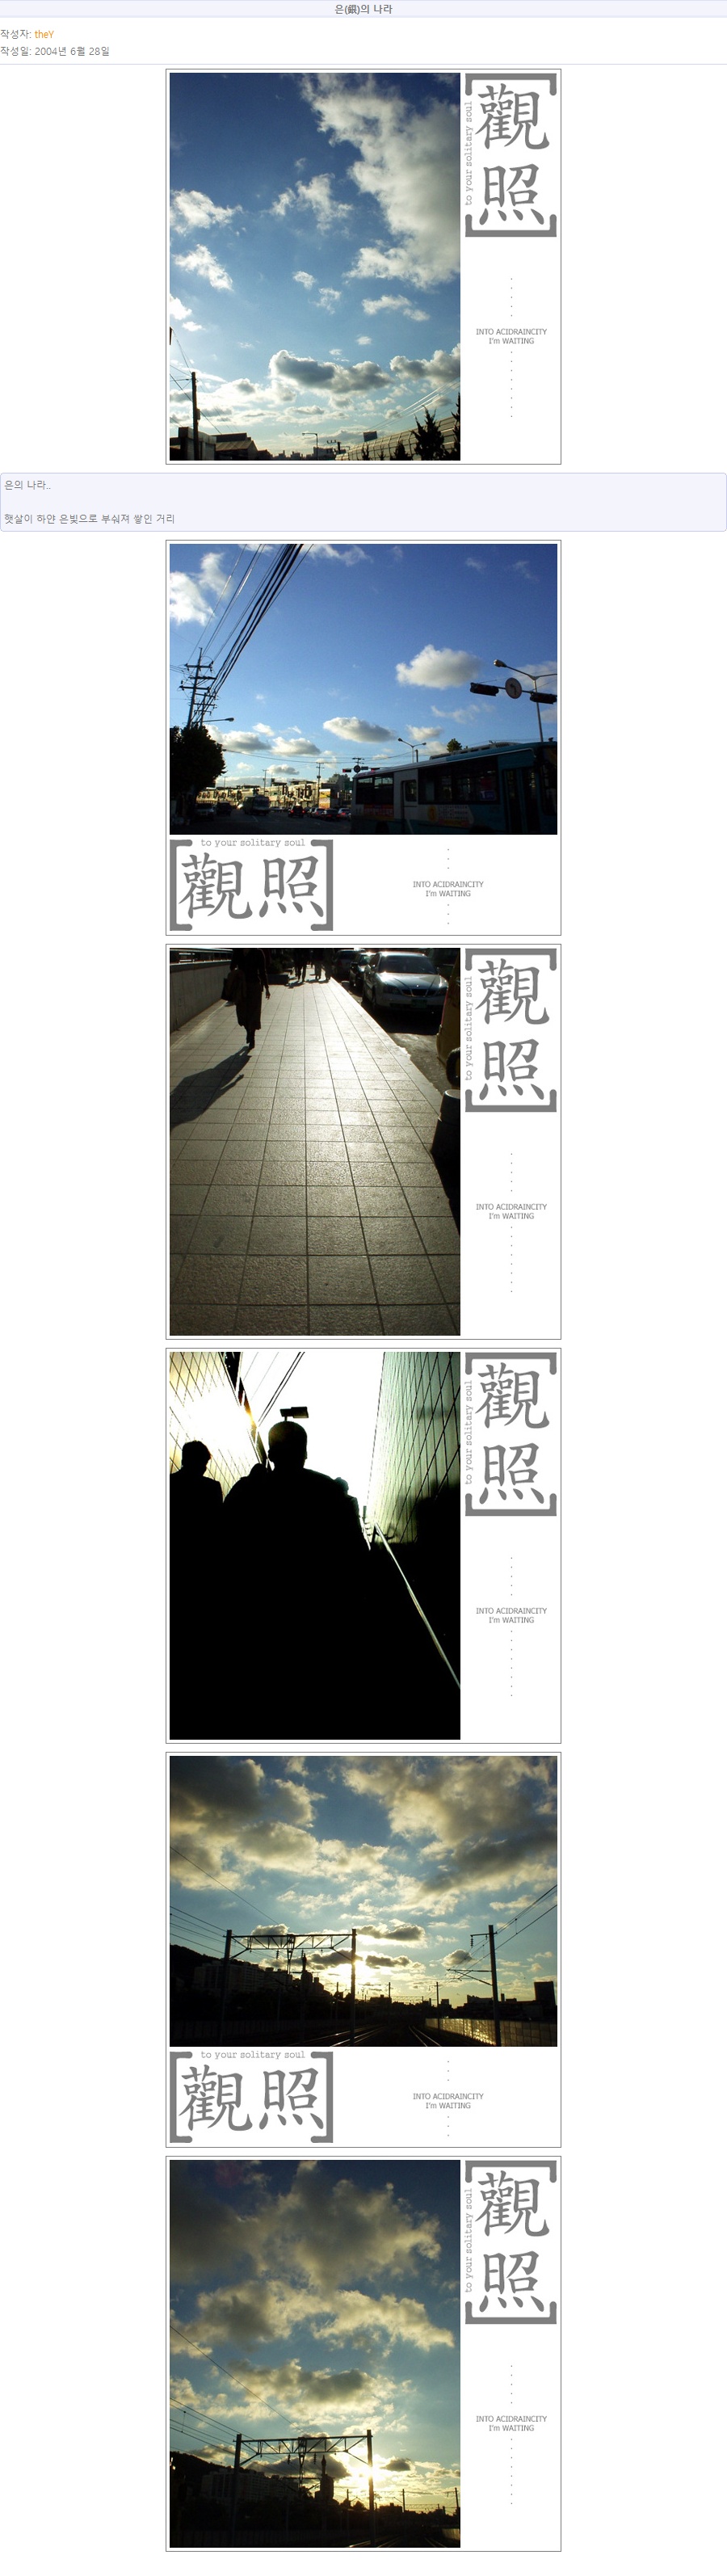 은(銀)의 나라
작성자: theY
작성일: 2004년 6월 28일
觀照
to your solitary soul
INTO ACIDRAINCITY
I'm WAITING
은의 나라..
햇살이 하얀 은빛으로 부숴져 쌓인 거리
to your solitary soul
觀照
INTO ACIDRAINCITY
I'm WAITING
觀照
to your solitary soul
INTO ACIDRAINCITY
I'm WAITING
觀照
to your solitary soul
INTO ACIDRAINCITY
I'm WAITING
to your solitary soul
觀照
INTO ACIDRAINCITY
I'm WAITING
觀照
to your solitary soul
INTO ACIDRAINCITY
I'm WAITING